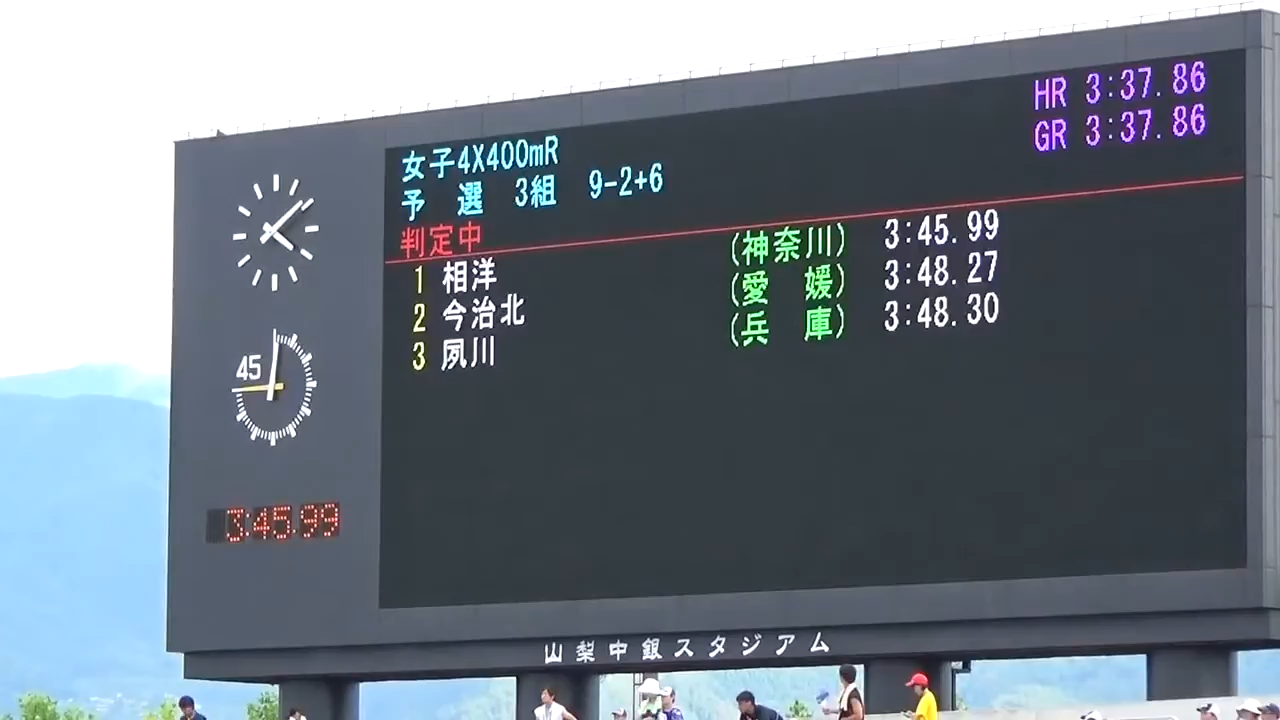 HR 3:37.86
GR 3:37.86
女子4X400mR
予　選　3組　9-2+6
判定中
1 相洋 (神奈川) 3:45.99
2 今治北 (愛　媛) 3:48.27
3 夙川 (兵　庫) 3:48.30
45
3:45.99
山梨中銀スタジアム